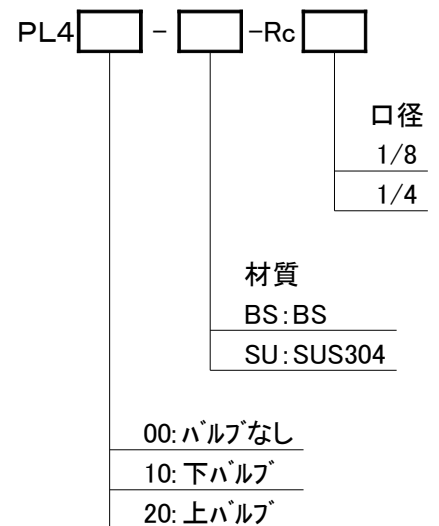 PL4 - -Rc
口径
1/8
1/4
材質
BS:BS
SU:SUS304
00:バルブなし
10:下バルブ
20:上バルブ